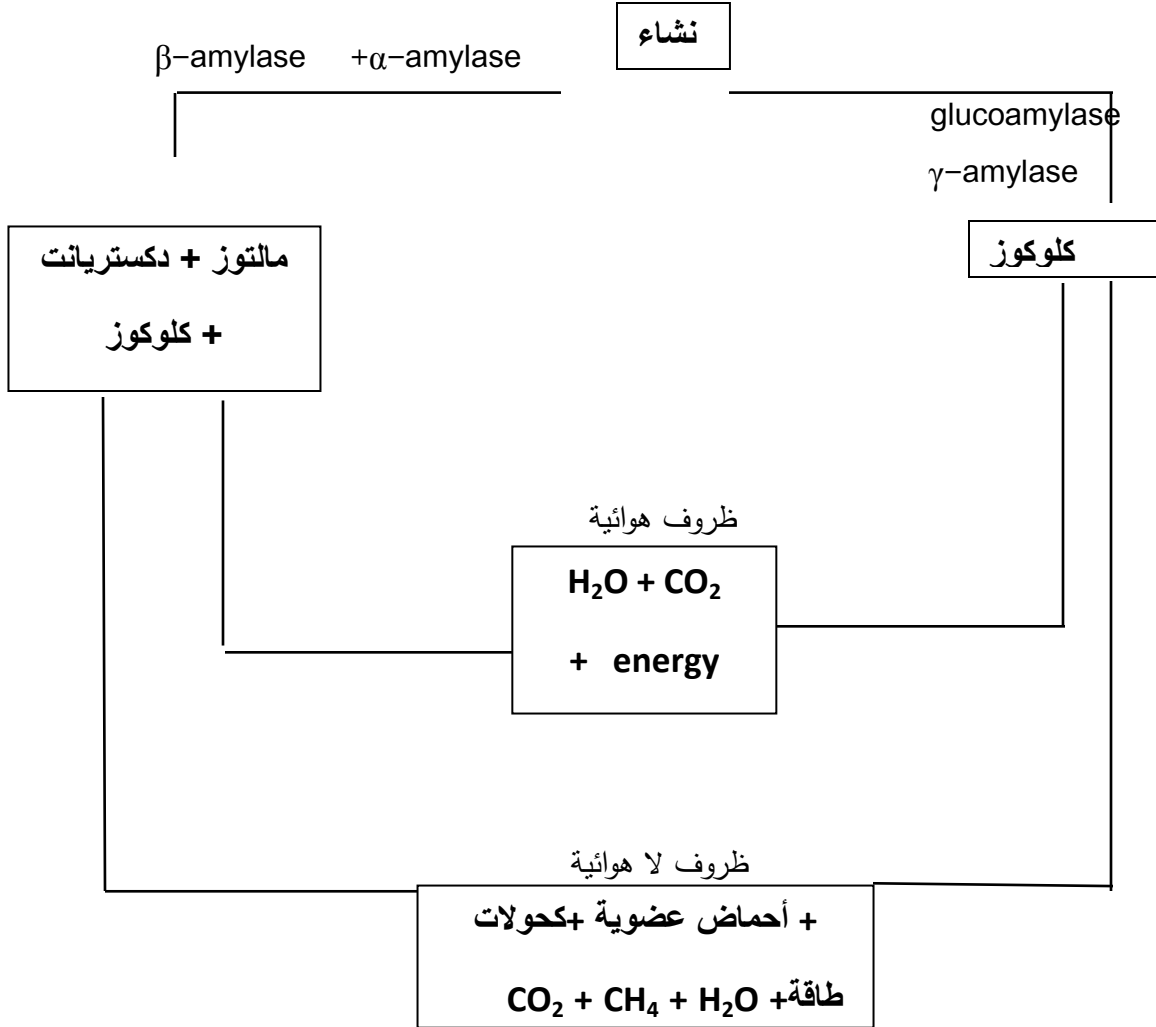 نشاء
β−amylase +α−amylase
glucoamylase
γ−amylase
مالتوز + دكستريانت
+ كلوكوز
كلوكوز
ظروف هوائية
H₂O + CO₂
+ energy
ظروف لا هوائية
+ أحماض عضوية +كحولات
طاقة+ CO₂ + CH₄ + H₂O